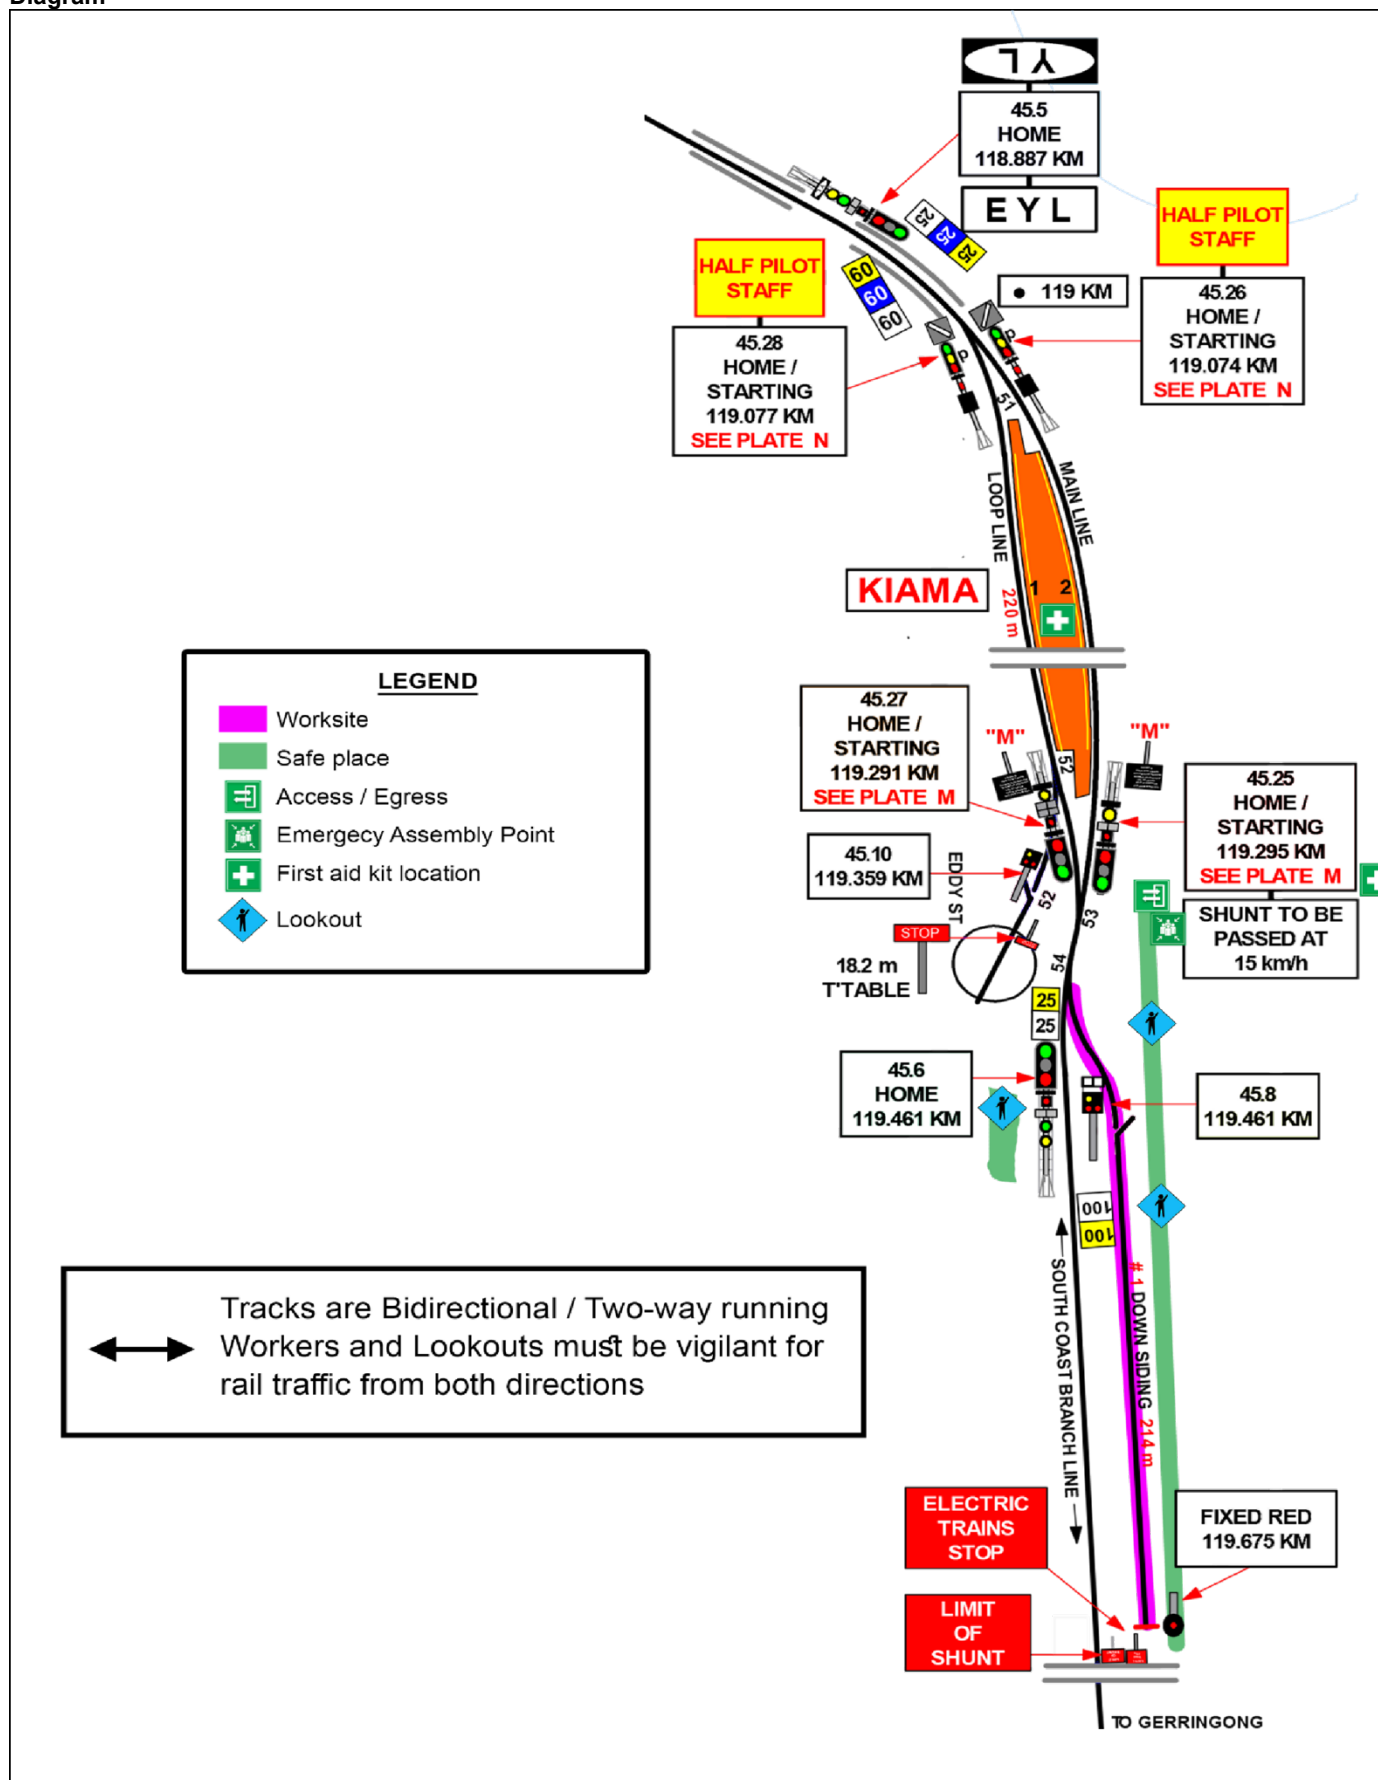 Diagram
YL
45.5
HOME
118.887 KM
E Y L
25
25
25
HALF PILOT
STAFF
HALF PILOT
STAFF
60
60
60
119 KM
45.28
HOME /
STARTING
119.077 KM
SEE PLATE N
45.26
HOME /
STARTING
119.074 KM
SEE PLATE N
P
P
51
LOOP LINE
MAIN LINE
KIAMA
1 2
220 m
LEGEND
Worksite
Safe place
Access / Egress
Emergecy Assembly Point
First aid kit location
Lookout
45.27
HOME /
STARTING
119.291 KM
SEE PLATE M
"M"
"M"
52
45.25
HOME /
STARTING
119.295 KM
SEE PLATE M
SHUNT TO BE
PASSED AT
15 km/h
45.10
119.359 KM
EDDY ST
52
53
STOP
18.2 m
T'TABLE
54
25
25
45.6
HOME
119.461 KM
45.8
119.461 KM
100
100
SOUTH COAST BRANCH LINE
# 1 DOWN SIDING 214 m
Tracks are Bidirectional / Two-way running
Workers and Lookouts must be vigilant for
rail traffic from both directions
ELECTRIC
TRAINS
STOP
FIXED RED
119.675 KM
LIMIT
OF
SHUNT
TO GERRINGONG